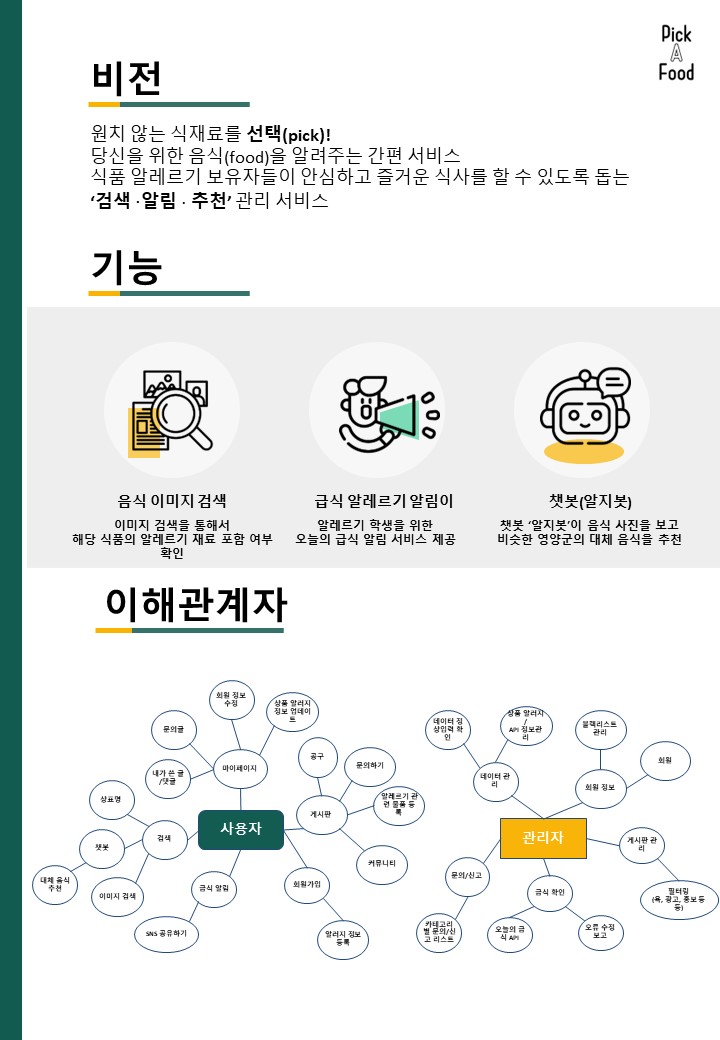 Pick
A
Food
비전
원치 않는 식재료를 선택(pick)!
당신을 위한 음식(food)을 알려주는 간편 서비스
식품 알레르기 보유자들이 안심하고 즐거운 식사를 할 수 있도록 돕는
‘검색 ·알림 · 추천’ 관리 서비스
기능
음식 이미지 검색
이미지 검색을 통해서
해당 식품의 알레르기 재료 포함 여부
확인
급식 알레르기 알림이
알레르기 학생을 위한
오늘의 급식 알림 서비스 제공
챗봇(알지봇)
챗봇 ‘알지봇’이 음식 사진을 보고
비슷한 영양군의 대체 음식을 추천
이해관계자
사용자
마이페이지
회원 정보
수정
상품 알러지
정보 업데이
트
문의글
내가 쓴 글
/댓글
검색
상표명
챗봇
대체 음식
추천
이미지 검색
급식 알림
SNS 공유하기
게시판
공구
문의하기
알레르기 관
련 물품 등
록
커뮤니티
회원가입
알러지 정보
등록
관리자
데이터 관
리
데이터 정
상입력 확
인
상품 알러지
/
API 정보관
리
회원 정보
블랙리스트
관리
회원
게시판 관
리
필터링
(욕, 광고, 홍보 등
등)
문의/신고
카테고리
별 문의/신
고 리스트
급식 확인
오늘의 급
식 API
오류 수정
보고